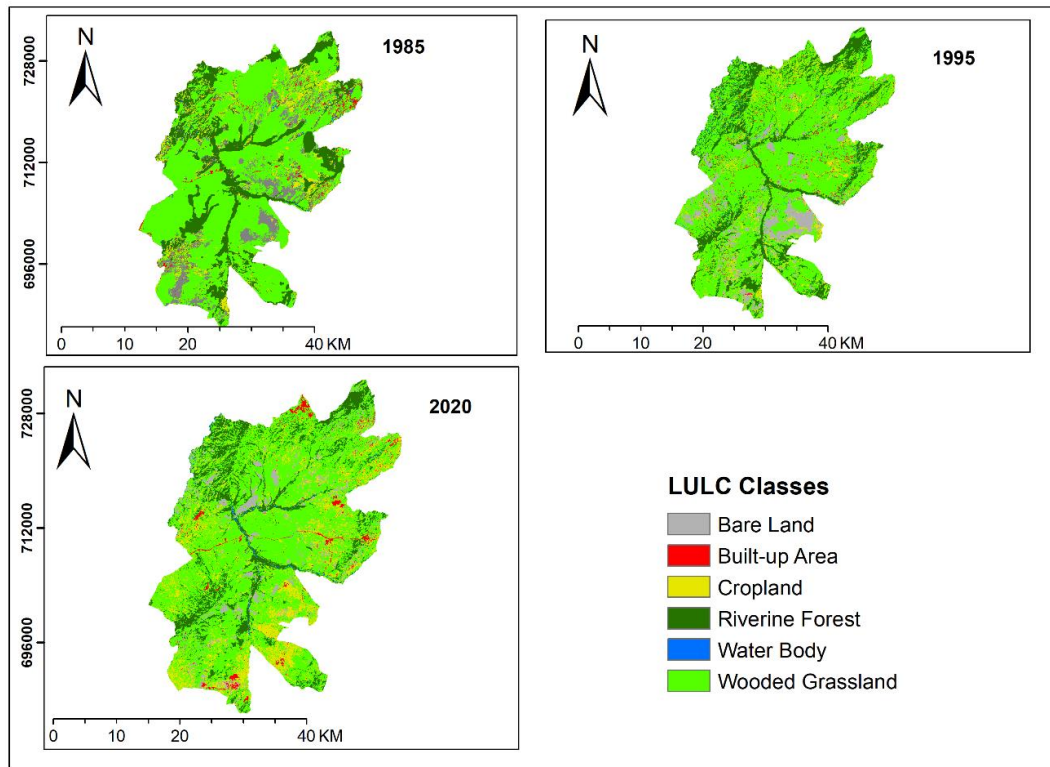 N
1985
728000
712000
696000
0 10 20 40 KM
N
1995
0 10 20 40 KM
N
2020
728000
712000
696000
0 10 20 40 KM
LULC Classes
Bare Land
Built-up Area
Cropland
Riverine Forest
Water Body
Wooded Grassland